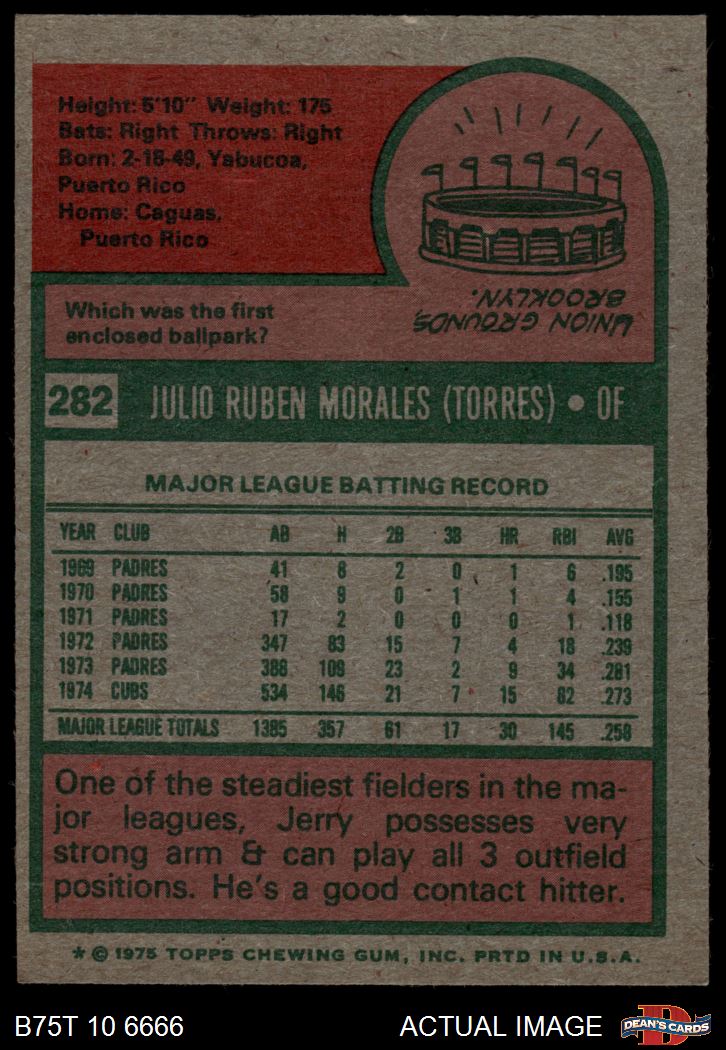 Height: 5'10" Weight: 175
Bats: Right Throws: Right
Born: 2-18-49, Yabucoa,
Puerto Rico
Home: Caguas,
Puerto Rico
Which was the first
enclosed ballpark?
UNION GROUNDS,
BROOKLYN.
282 JULIO RUBEN MORALES (TORRES) • OF
MAJOR LEAGUE BATTING RECORD
YEAR CLUB AB H 2B 3B HR RBI AVG
1969 PADRES 41 8 2 0 1 6 .195
1970 PADRES 58 9 0 1 1 4 .155
1971 PADRES 17 2 0 0 0 1 .118
1972 PADRES 347 83 15 7 4 18 .239
1973 PADRES 388 109 23 2 9 34 .281
1974 CUBS 534 146 21 7 15 82 .273
MAJOR LEAGUE TOTALS 1385 357 61 17 30 145 .258
One of the steadiest fielders in the ma-
jor leagues, Jerry possesses very
strong arm & can play all 3 outfield
positions. He's a good contact hitter.
* © 1975 TOPPS CHEWING GUM, INC. PRTD IN U.S.A.
B75T 10 6666 ACTUAL IMAGE
DEAN'S CARDS